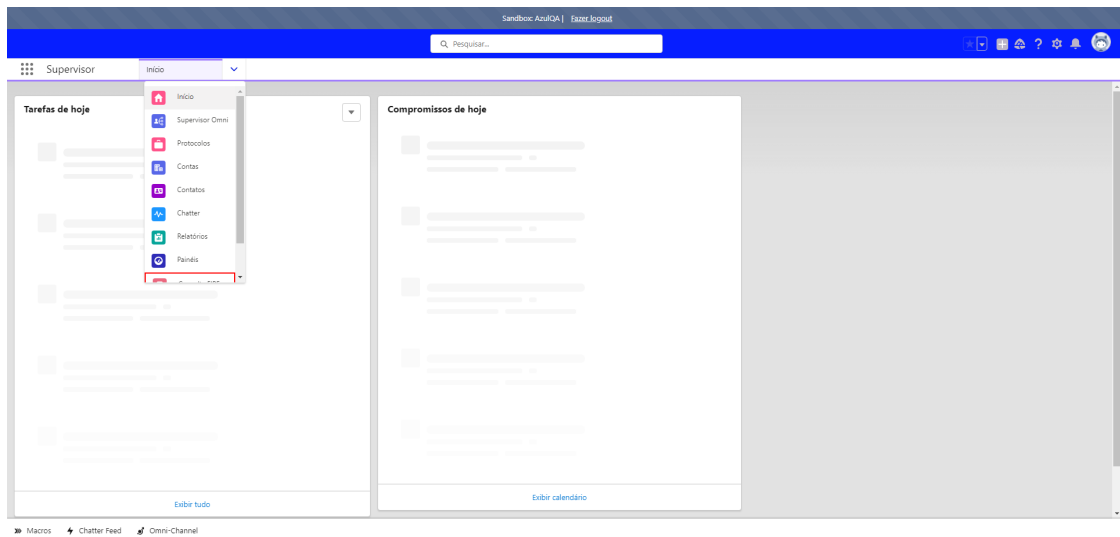 Sandbox: AzulQA | Fazer logout
Pesquisar...
Supervisor
Início
Início
Supervisor Omni
Protocolos
Contas
Contatos
Chatter
Relatórios
Painéis
Tarefas de hoje
Exibir tudo
Compromissos de hoje
Exibir calendário
Macros
Chatter Feed
Omni-Channel